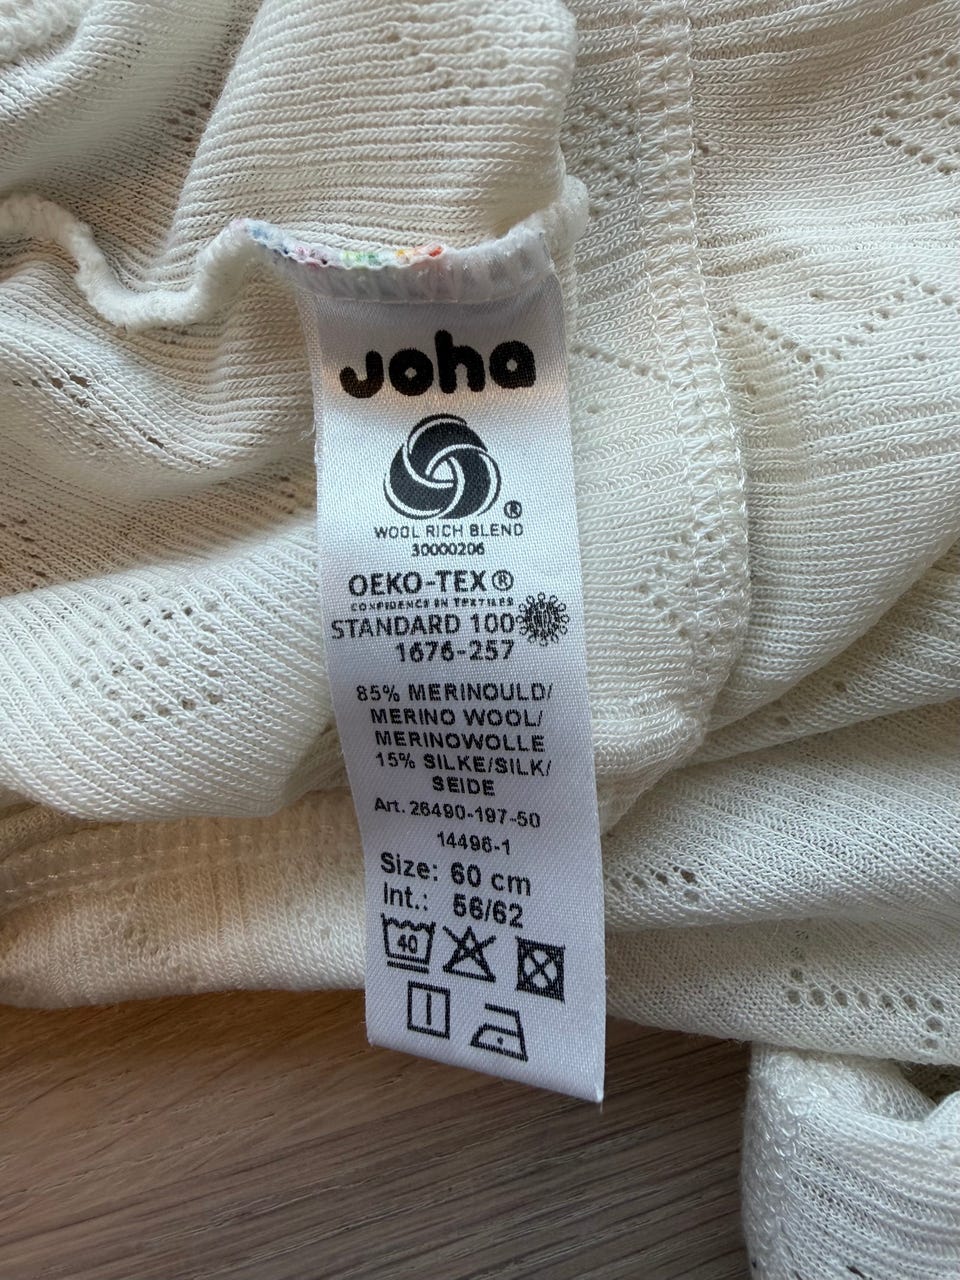 Joha
®
WOOL RICH BLEND
30000206
OEKO-TEX®
CONFIDENCE IN TEXTILES
STANDARD 100
1676-257
85% MERINOULD/
MERINO WOOL/
MERINOWOLLE
15% SILKE/SILK/
SEIDE
Art. 26490-197-50
14496-1
Size: 60 cm
Int.: 56/62
40